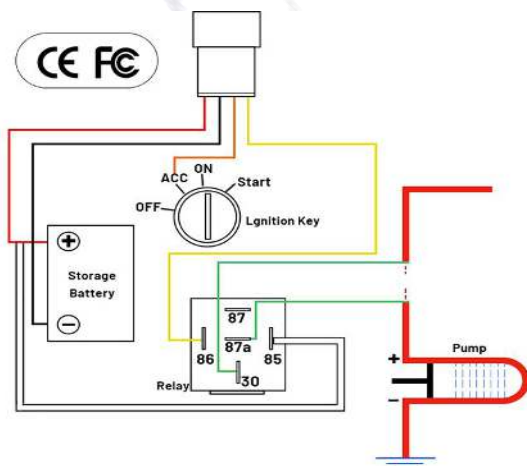 CE FC
ON
ACC
Start
OFF
Lgnition Key
+
Storage
Battery
−
87
87a
86
85
30
Relay
Pump
+
−